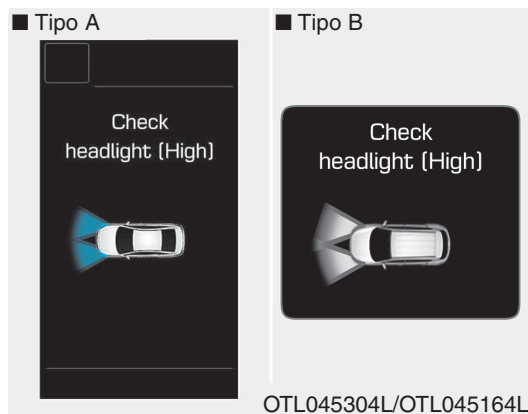 ■ Tipo A
Check
headlight (High)
■ Tipo B
Check
headlight (High)
OTL045304L/OTL045164L